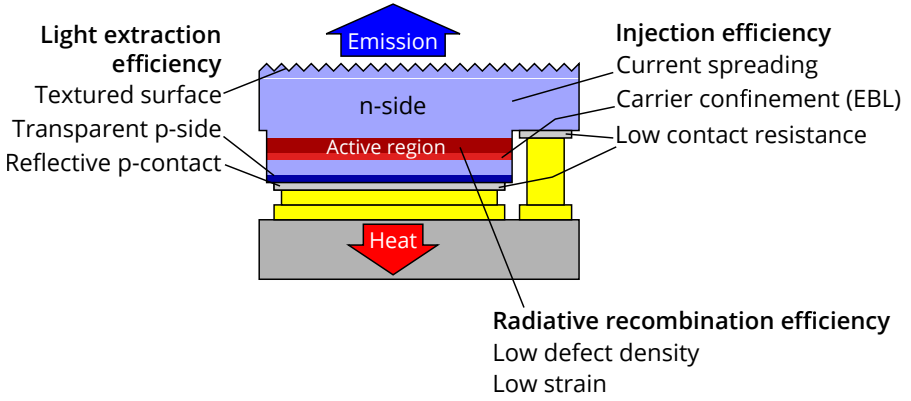 Light extraction
efficiency
Textured surface
Transparent p-side
Reflective p-contact
Emission
n-side
Active region
Heat
Injection efficiency
Current spreading
Carrier confinement (EBL)
Low contact resistance
Radiative recombination efficiency
Low defect density
Low strain